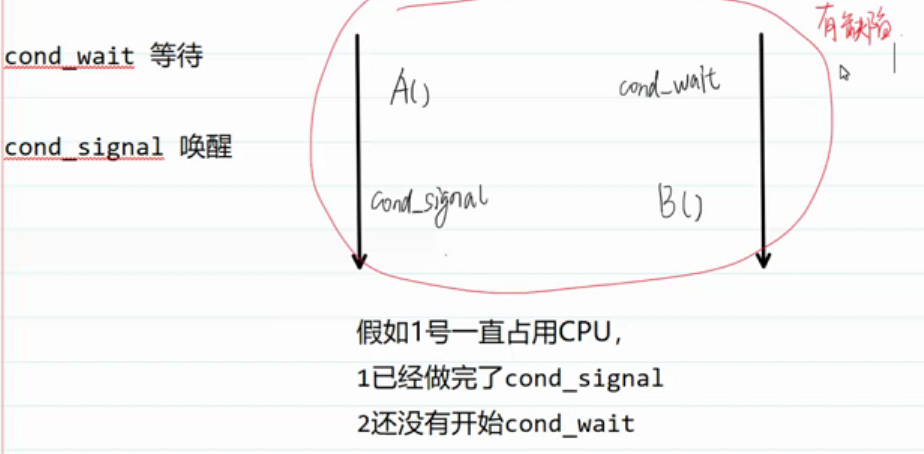 有缺陷
cond_wait 等待
A()
cond_wait
cond_signal 唤醒
cond_signal
B()
假如1号一直占用CPU,
1已经做完了cond_signal
2还没有开始cond_wait